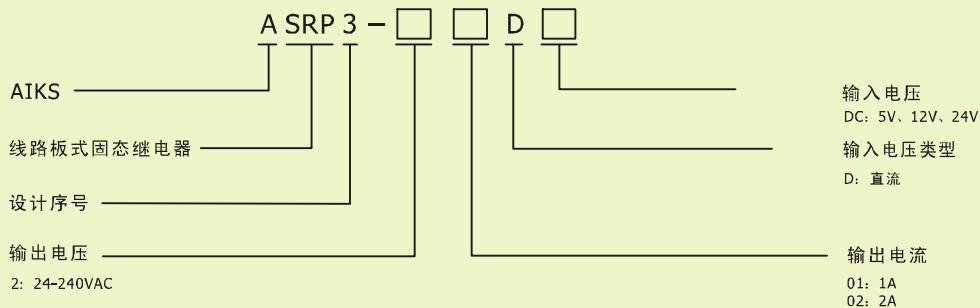 A SRP 3 - □ □ D □
AIKS
输入电压
DC: 5V、12V、24V
线路板式固态继电器
输入电压类型
D: 直流
设计序号
输出电压
2: 24-240VAC
输出电流
01: 1A
02: 2A